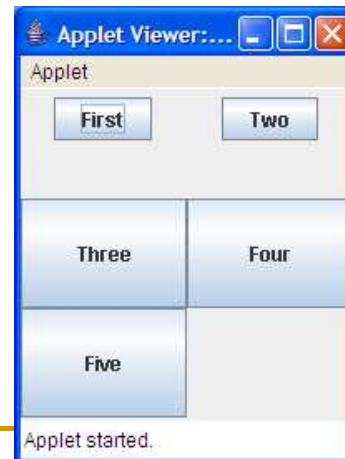 Applet Viewer:...
Applet
First Two
Three Four
Five
Applet started.